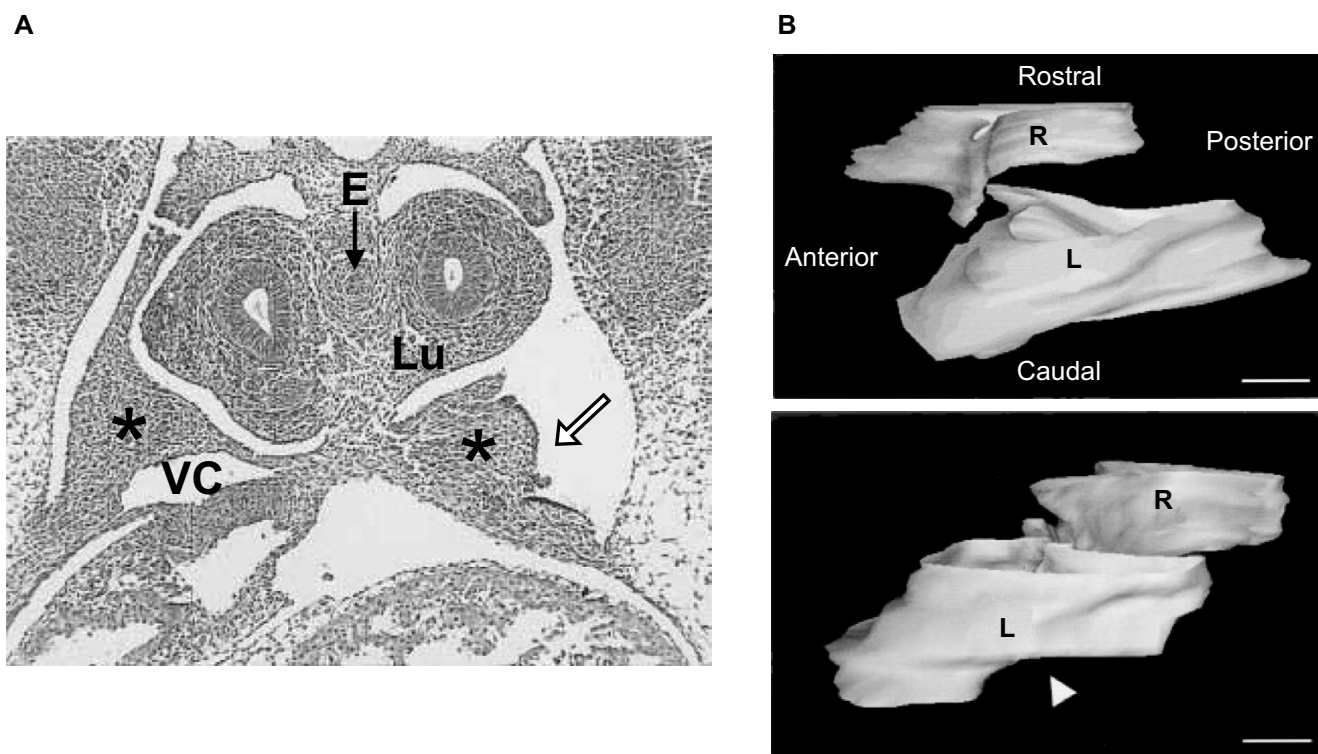 A
B
E
Lu
*
*
VC
Rostral
R
Posterior
Anterior
L
Caudal
R
L